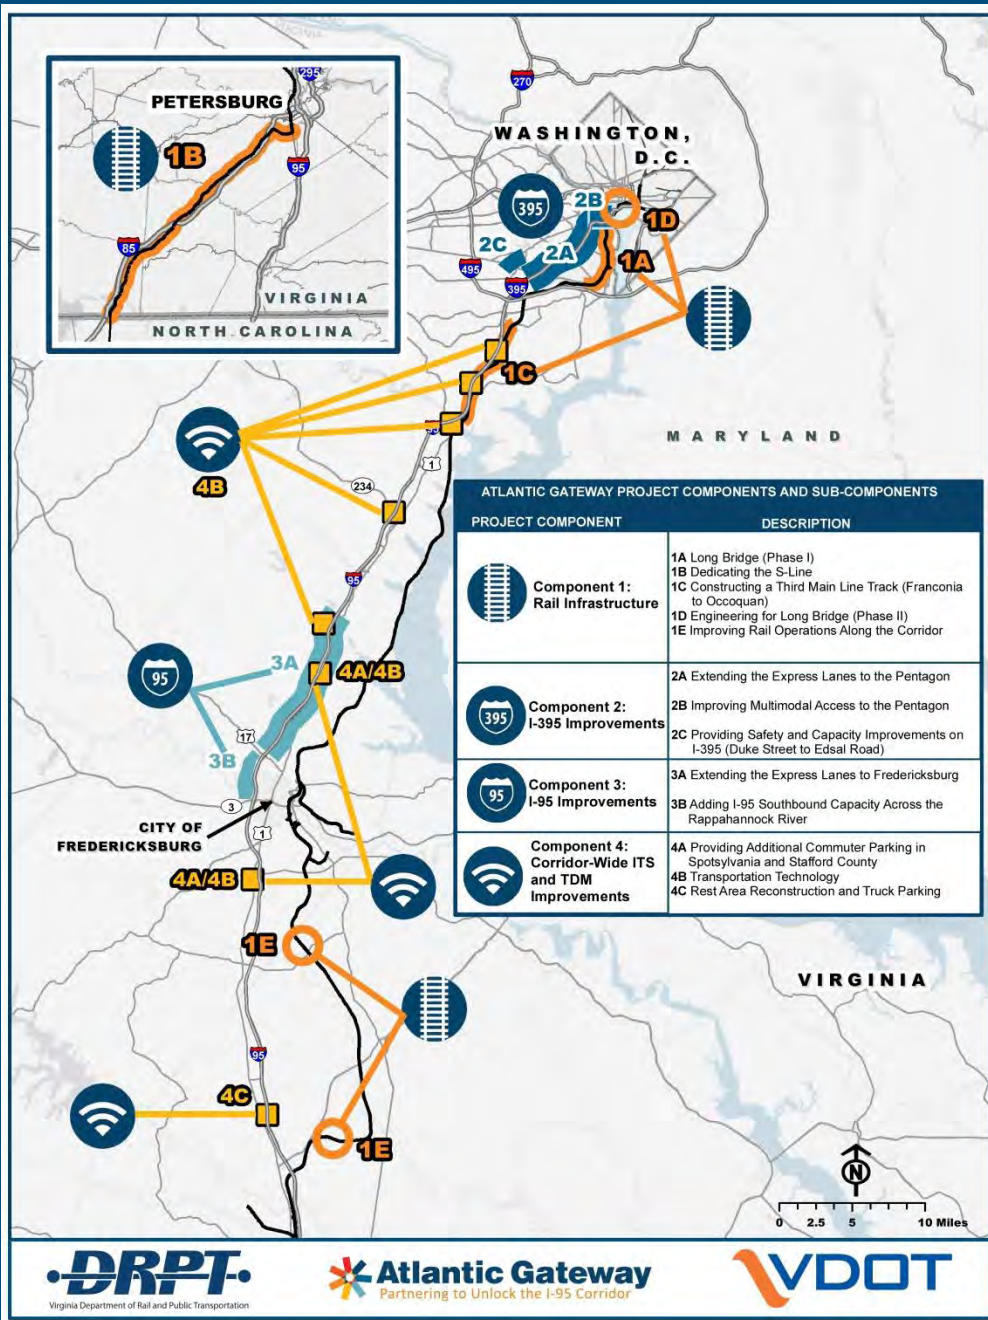 295
PETERSBURG
1B
95
85
VIRGINIA
NORTH CAROLINA
270
WASHINGTON,
D.C.
395
2B
1D
2C
2A
1A
495
395
1C
MARYLAND
4B
1
234
95
3A
4A/4B
95
17
3B
3
CITY OF
FREDERICKSBURG
1
4A/4B
1E
VIRGINIA
95
4C
1E
ATLANTIC GATEWAY PROJECT COMPONENTS AND SUB-COMPONENTS
PROJECT COMPONENT
DESCRIPTION
Component 1:
Rail Infrastructure
1A Long Bridge (Phase I)
1B Dedicating the S-Line
1C Constructing a Third Main Line Track (Franconia
to Occoquan)
1D Engineering for Long Bridge (Phase II)
1E Improving Rail Operations Along the Corridor
395
Component 2:
I-395 Improvements
2A Extending the Express Lanes to the Pentagon
2B Improving Multimodal Access to the Pentagon
2C Providing Safety and Capacity Improvements on
I-395 (Duke Street to Edsal Road)
95
Component 3:
I-95 Improvements
3A Extending the Express Lanes to Fredericksburg
3B Adding I-95 Southbound Capacity Across the
Rappahannock River
Component 4:
Corridor-Wide ITS
and TDM
Improvements
4A Providing Additional Commuter Parking in
Spotsylvania and Stafford County
4B Transportation Technology
4C Rest Area Reconstruction and Truck Parking
N
0 2.5 5 10 Miles
DRPT
Virginia Department of Rail and Public Transportation
Atlantic Gateway
Partnering to Unlock the I-95 Corridor
VDOT